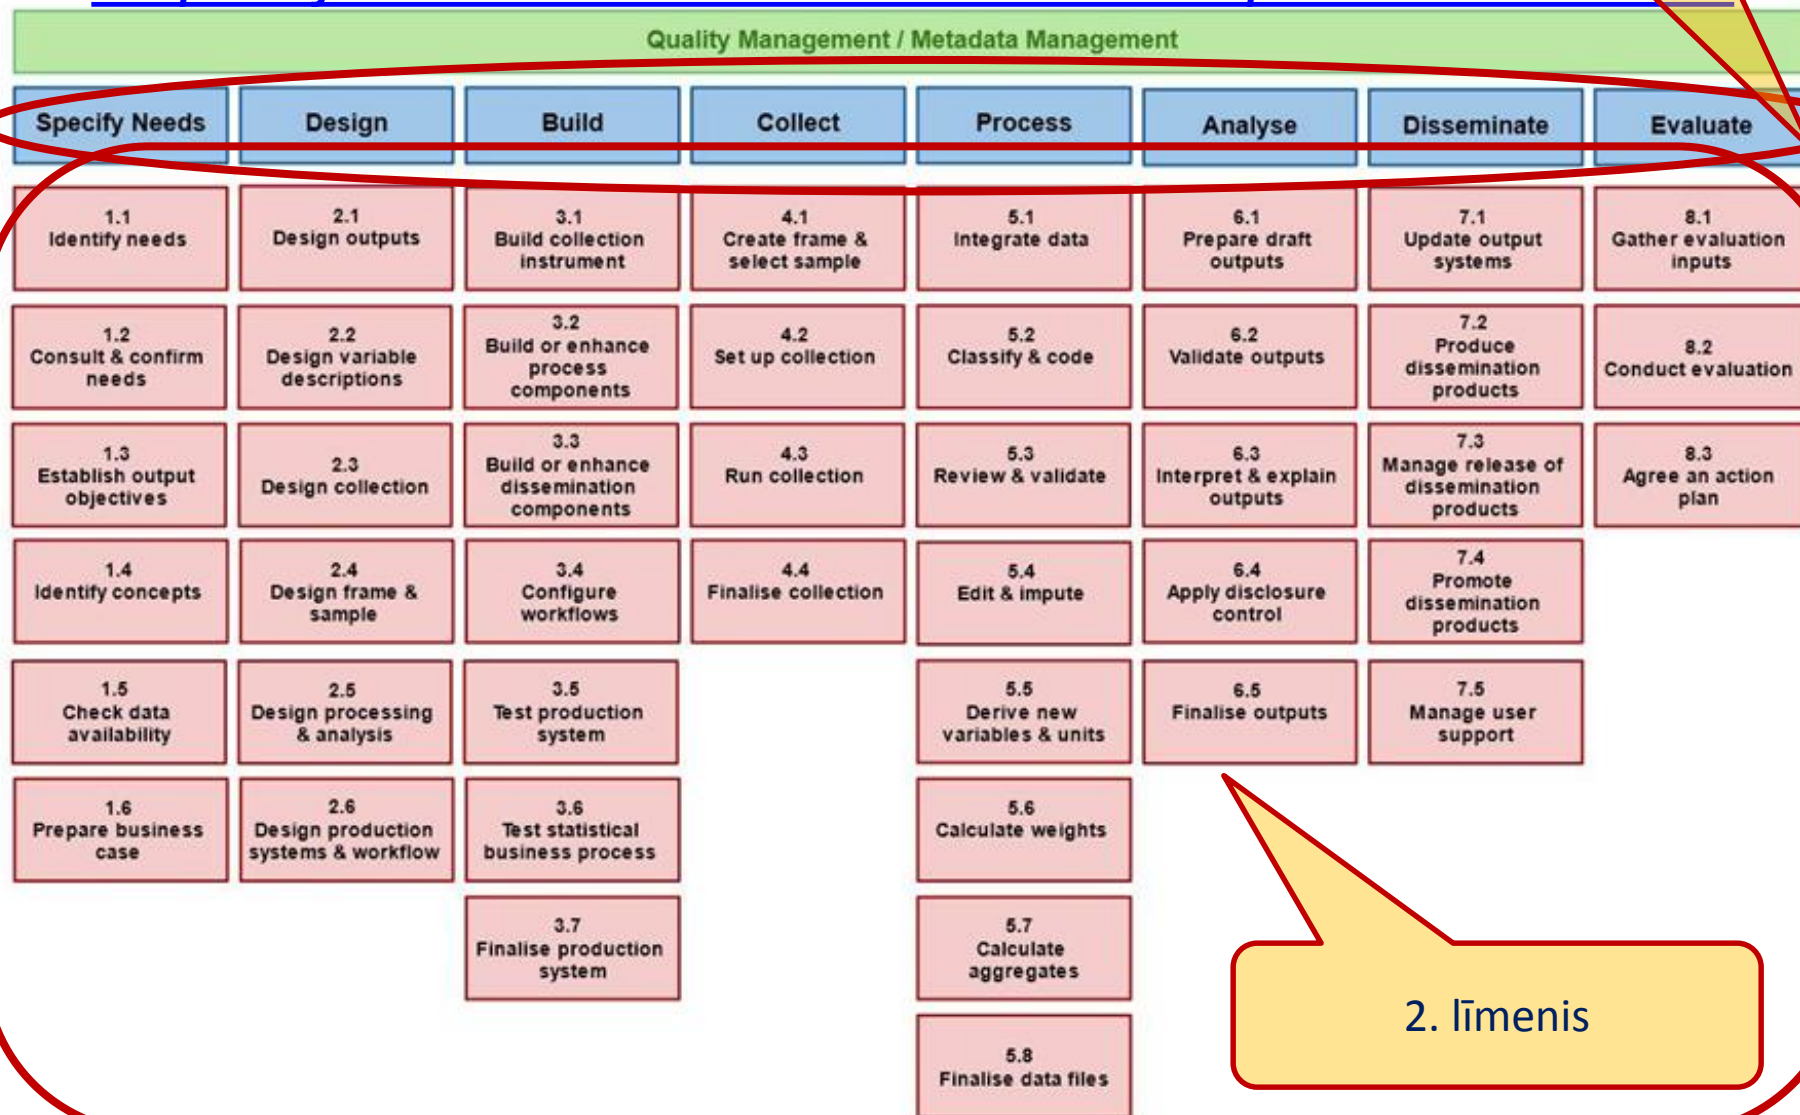 Quality Management / Metadata Management
Specify Needs
Design
Build
Collect
Process
Analyse
Disseminate
Evaluate
1.1
Identify needs
2.1
Design outputs
3.1
Build collection
instrument
4.1
Create frame &
select sample
5.1
Integrate data
6.1
Prepare draft
outputs
7.1
Update output
systems
8.1
Gather evaluation
inputs
1.2
Consult & confirm
needs
2.2
Design variable
descriptions
3.2
Build or enhance
process
components
4.2
Set up collection
5.2
Classify & code
6.2
Validate outputs
7.2
Produce
dissemination
products
8.2
Conduct evaluation
1.3
Establish output
objectives
2.3
Design collection
3.3
Build or enhance
dissemination
components
4.3
Run collection
5.3
Review & validate
6.3
Interpret & explain
outputs
7.3
Manage release of
dissemination
products
8.3
Agree an action
plan
1.4
Identify concepts
2.4
Design frame &
sample
3.4
Configure
workflows
4.4
Finalise collection
5.4
Edit & impute
6.4
Apply disclosure
control
7.4
Promote
dissemination
products
1.5
Check data
availability
2.5
Design processing
& analysis
3.5
Test production
system
5.5
Derive new
variables & units
6.5
Finalise outputs
7.5
Manage user
support
1.6
Prepare business
case
2.6
Design production
systems & workflow
3.6
Test statistical
business process
5.6
Calculate weights
3.7
Finalise production
system
5.7
Calculate
aggregates
5.8
Finalise data files
2. līmenis